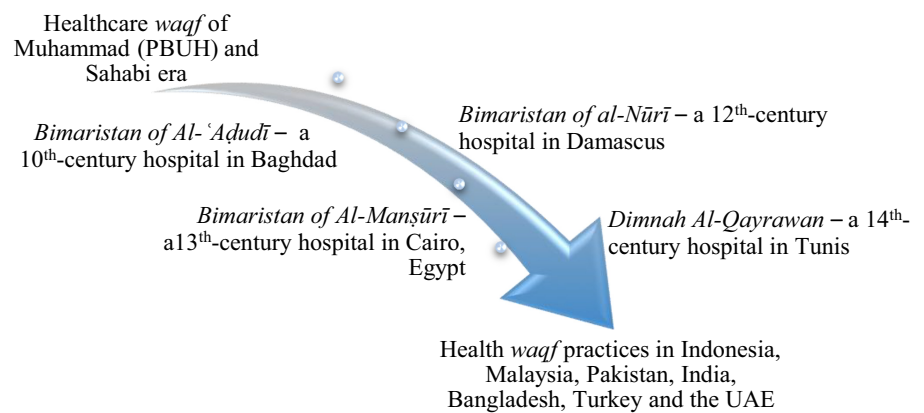 Healthcare waqf of
Muhammad (PBUH) and
Sahabi era
Bimaristan of Al- ʿAḍudī – a
10th-century hospital in Baghdad
Bimaristan of al-Nūrī – a 12th-century
hospital in Damascus
Bimaristan of Al-Manṣūrī –
a13th-century hospital in Cairo,
Egypt
Dimnah Al-Qayrawan – a 14th-
century hospital in Tunis
Health waqf practices in Indonesia,
Malaysia, Pakistan, India,
Bangladesh, Turkey and the UAE